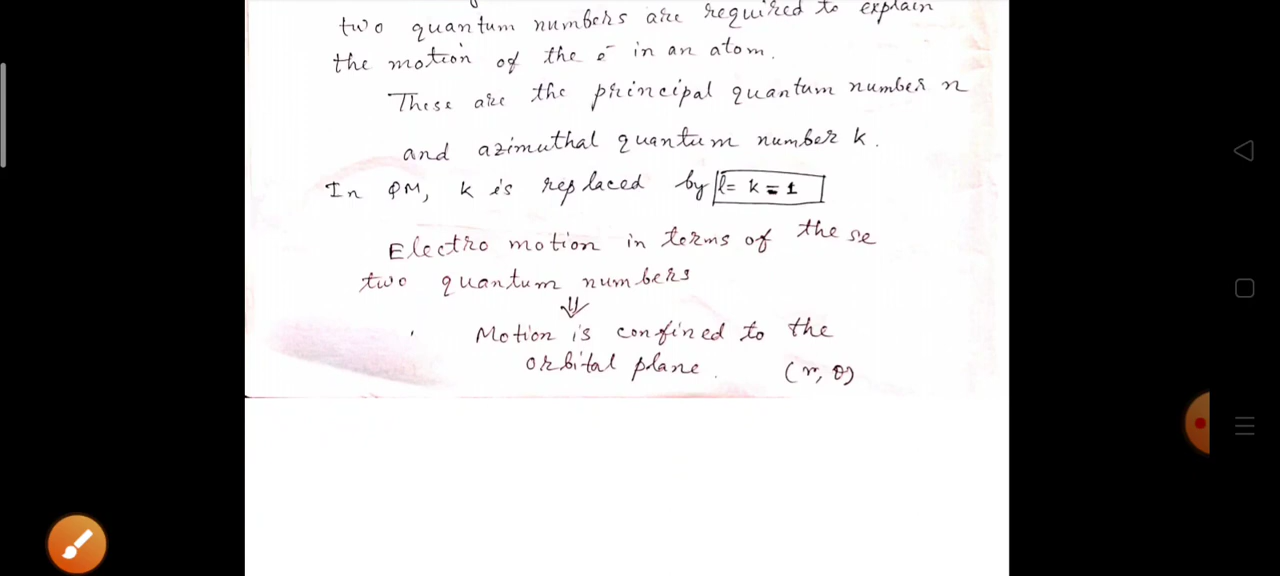 two quantum numbers are required to explain
the motion of the e⁻ in an atom.
These are the principal quantum number n
and azimuthal quantum number k.
In QM, k is replaced by l = k = 1
Electro motion in terms of the se
two quantum numbers
⇓
Motion is confined to the
orbital plane. (r, θ)